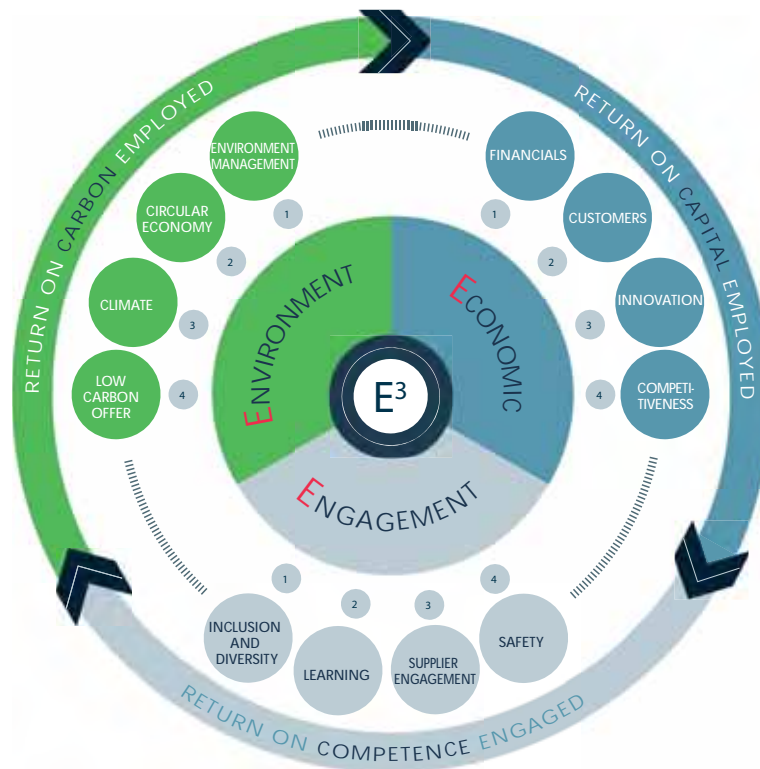 RETURN ON CARBON EMPLOYED
RETURN ON CAPITAL EMPLOYED
ENVIRONMENT
MANAGEMENT
1
CIRCULAR
ECONOMY
2
CLIMATE
3
LOW
CARBON
OFFER
4
FINANCIALS
1
CUSTOMERS
2
INNOVATION
3
COMPETI-
TIVENESS
4
ENVIRONMENT
ECONOMIC
E³
ENGAGEMENT
1
INCLUSION
AND
DIVERSITY
2
LEARNING
3
SUPPLIER
ENGAGEMENT
4
SAFETY
RETURN ON COMPETENCE ENGAGED